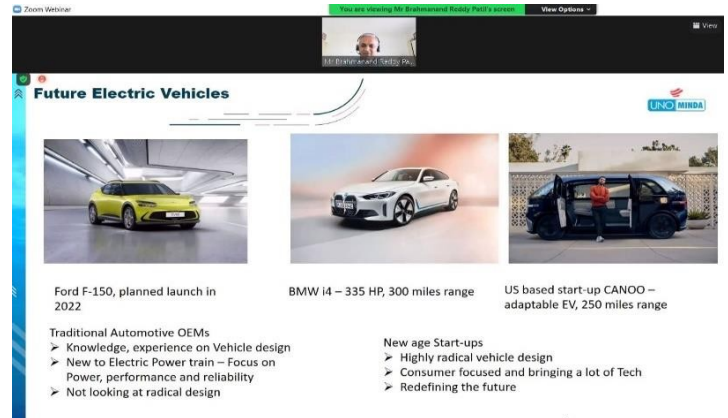 Zoom Webinar
You are viewing Mr Brahmanand Reddy Patil's screen
View Options
View
Mr Brahmanand Reddy Pa...
Future Electric Vehicles
UNO MINDA
Ford F-150, planned launch in
2022
BMW i4 – 335 HP, 300 miles range
US based start-up CANOO –
adaptable EV, 250 miles range
Traditional Automotive OEMs
➢ Knowledge, experience on Vehicle design
➢ New to Electric Power train – Focus on
Power, performance and reliability
➢ Not looking at radical design
New age Start-ups
➢ Highly radical vehicle design
➢ Consumer focused and bringing a lot of Tech
➢ Redefining the future